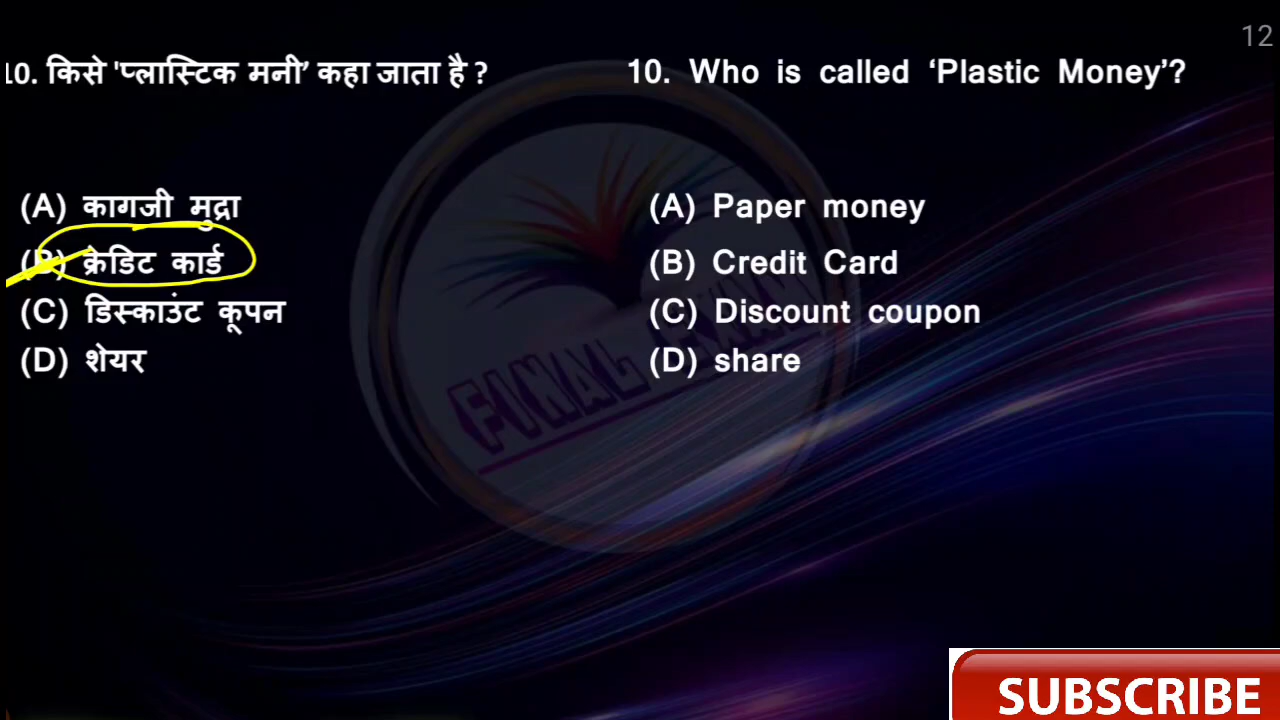 12
10. किसे 'प्लास्टिक मनी’ कहा जाता है ?
(A) कागजी मुद्रा
(B) क्रेडिट कार्ड
(C) डिस्काउंट कूपन
(D) शेयर
10. Who is called ‘Plastic Money’?
(A) Paper money
(B) Credit Card
(C) Discount coupon
(D) share
FINAL
SUBSCRIBE